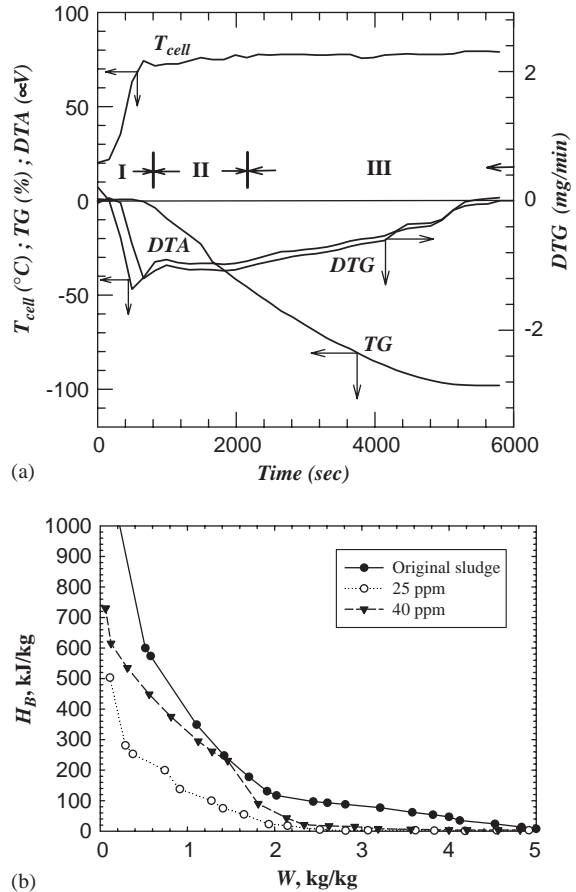 100
T_cell
50
2
I II III
0
0
DTA
DTG
-50
-2
TG
-100
0 2000 4000 6000
T_cell (°C) ; TG (%) ; DTA (∝V)
DTG (mg/min)
Time (sec)
(a)
1000
900
800
700
600
500
400
300
200
100
0
Original sludge
25 ppm
40 ppm
H_B, kJ/kg
0 1 2 3 4 5
W, kg/kg
(b)